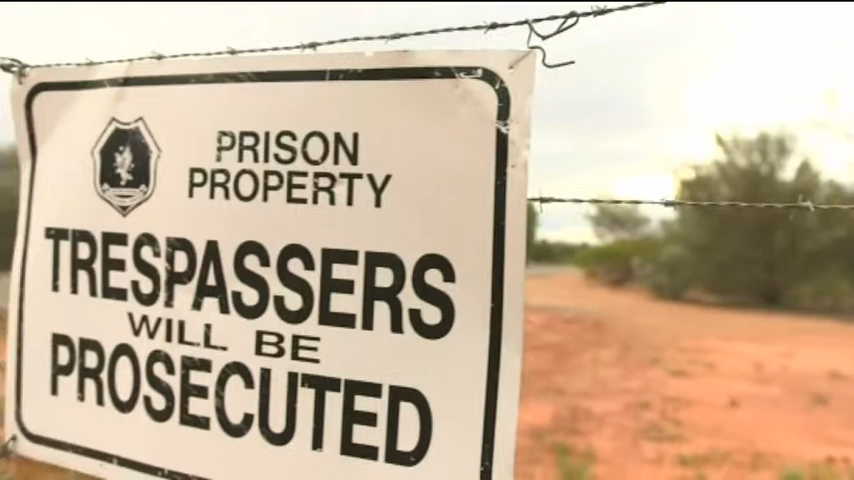 PRISON
PROPERTY
TRESPASSERS
WILL BE
PROSECUTED